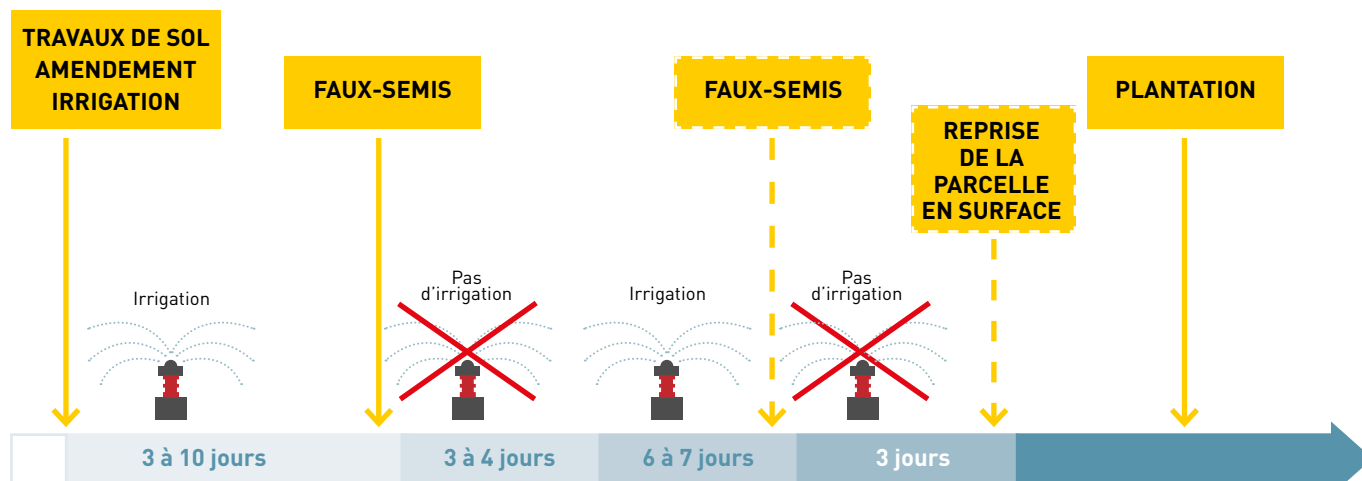 TRAVAUX DE SOL
AMENDEMENT
IRRIGATION
FAUX-SEMIS
FAUX-SEMIS
REPRISE
DE LA
PARCELLE
EN SURFACE
PLANTATION
Irrigation
Pas
d'irrigation
Irrigation
Pas
d'irrigation
3 à 10 jours
3 à 4 jours
6 à 7 jours
3 jours